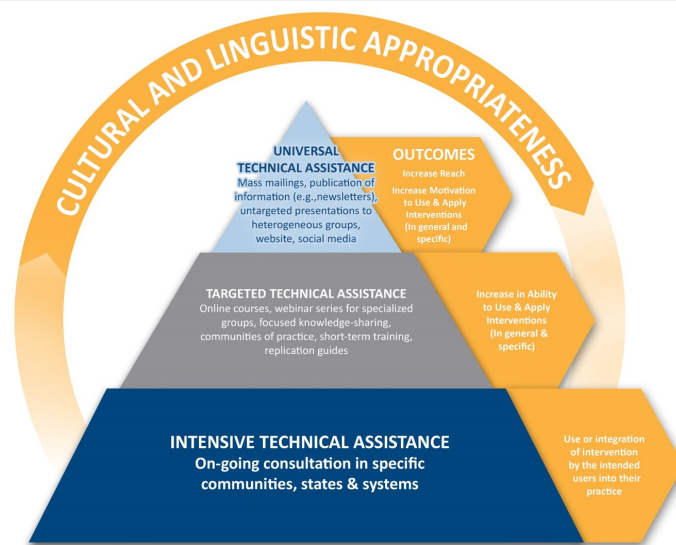 CULTURAL AND LINGUISTIC APPROPRIATENESS
UNIVERSAL
TECHNICAL ASSISTANCE
Mass mailings, publication of
information (e.g.,newsletters),
untargeted presentations to
heterogeneous groups,
website, social media
OUTCOMES
Increase Reach
Increase Motivation
to Use & Apply
Interventions
(In general and
specific)
TARGETED TECHNICAL ASSISTANCE
Online courses, webinar series for specialized
groups, focused knowledge-sharing,
communities of practice, short-term training,
replication guides
Increase in Ability
to Use & Apply
Interventions
(In general &
specific)
INTENSIVE TECHNICAL ASSISTANCE
On-going consultation in specific
communities, states & systems
Use or integration
of intervention
by the intended
users into their
practice